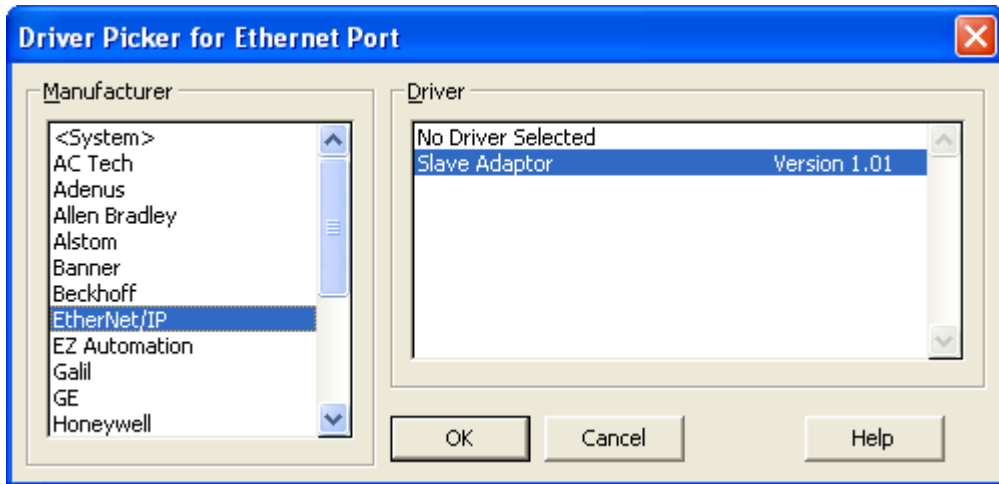 Driver Picker for Ethernet Port
Manufacturer
<System>
AC Tech
Adenus
Allen Bradley
Alstom
Banner
Beckhoff
EtherNet/IP
EZ Automation
Galil
GE
Honeywell
Driver
No Driver Selected
Slave Adaptor Version 1.01
OK Cancel Help